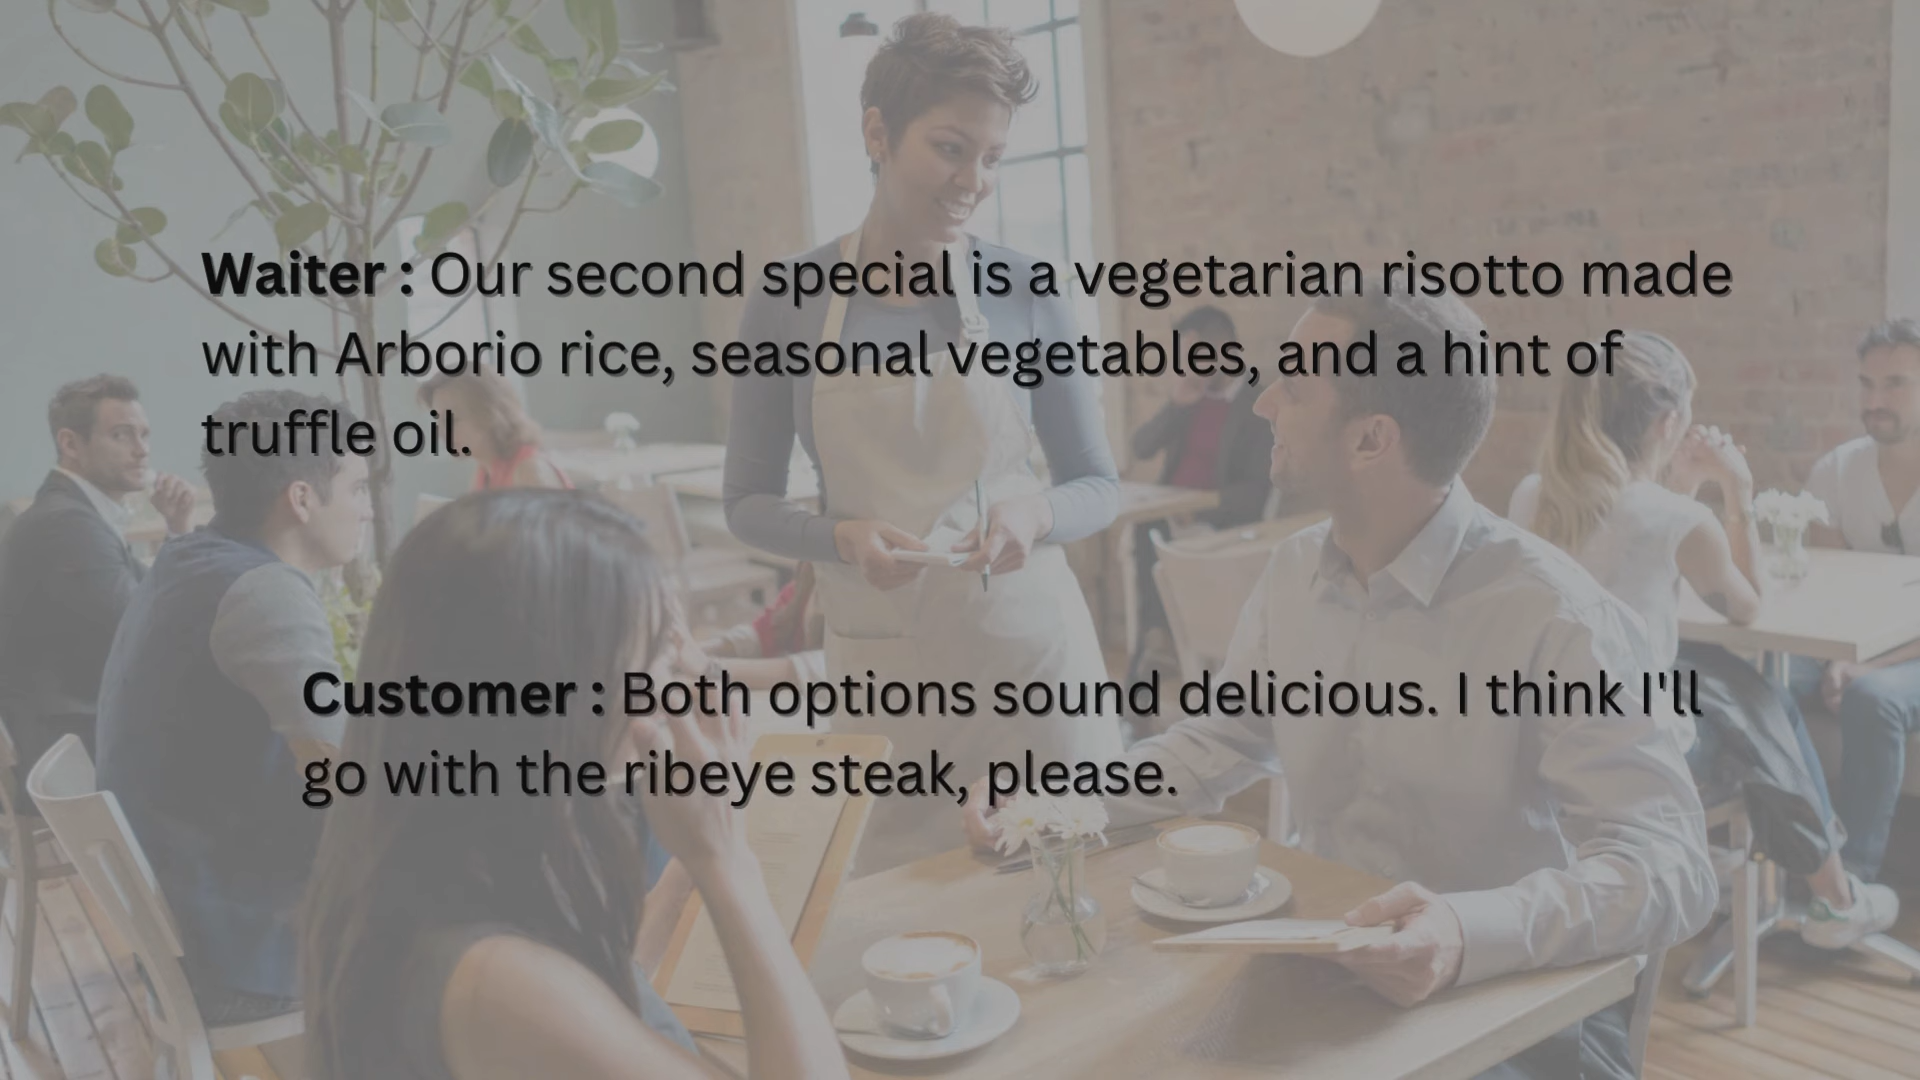 Waiter : Our second special is a vegetarian risotto made
with Arborio rice, seasonal vegetables, and a hint of
truffle oil.
Customer : Both options sound delicious. I think I'll
go with the ribeye steak, please.